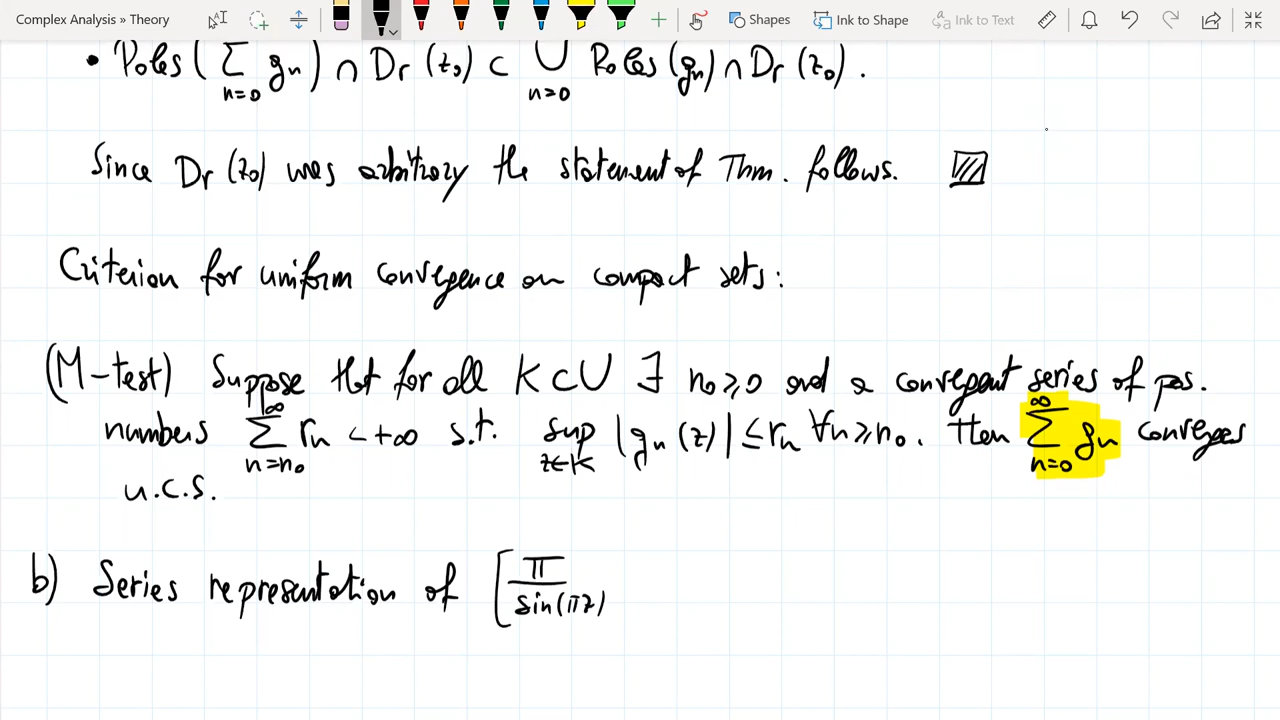 Complex Analysis » Theory
Shapes
Ink to Shape
Ink to Text
• Poles(∑_{n=0} gn) ∩ Dr(z0) ⊂ ∪_{n≥0} Poles(gn) ∩ Dr(z0).
Since Dr(z0) was arbitrary the statement of Thm. follows.
Criterion for uniform convergence on compact sets:
(M-test) Suppose that for all K⊂U ∃ n0≥0 and a convergent series of pos.
numbers ∑_{n=n0}^∞ rn < +∞ s.t. sup_{z∈K} |gn(z)| ≤ rn ∀n≥n0. Then ∑_{n=0}^∞ gn converges
u.c.s.
b) Series representation of [π/sin(πz)